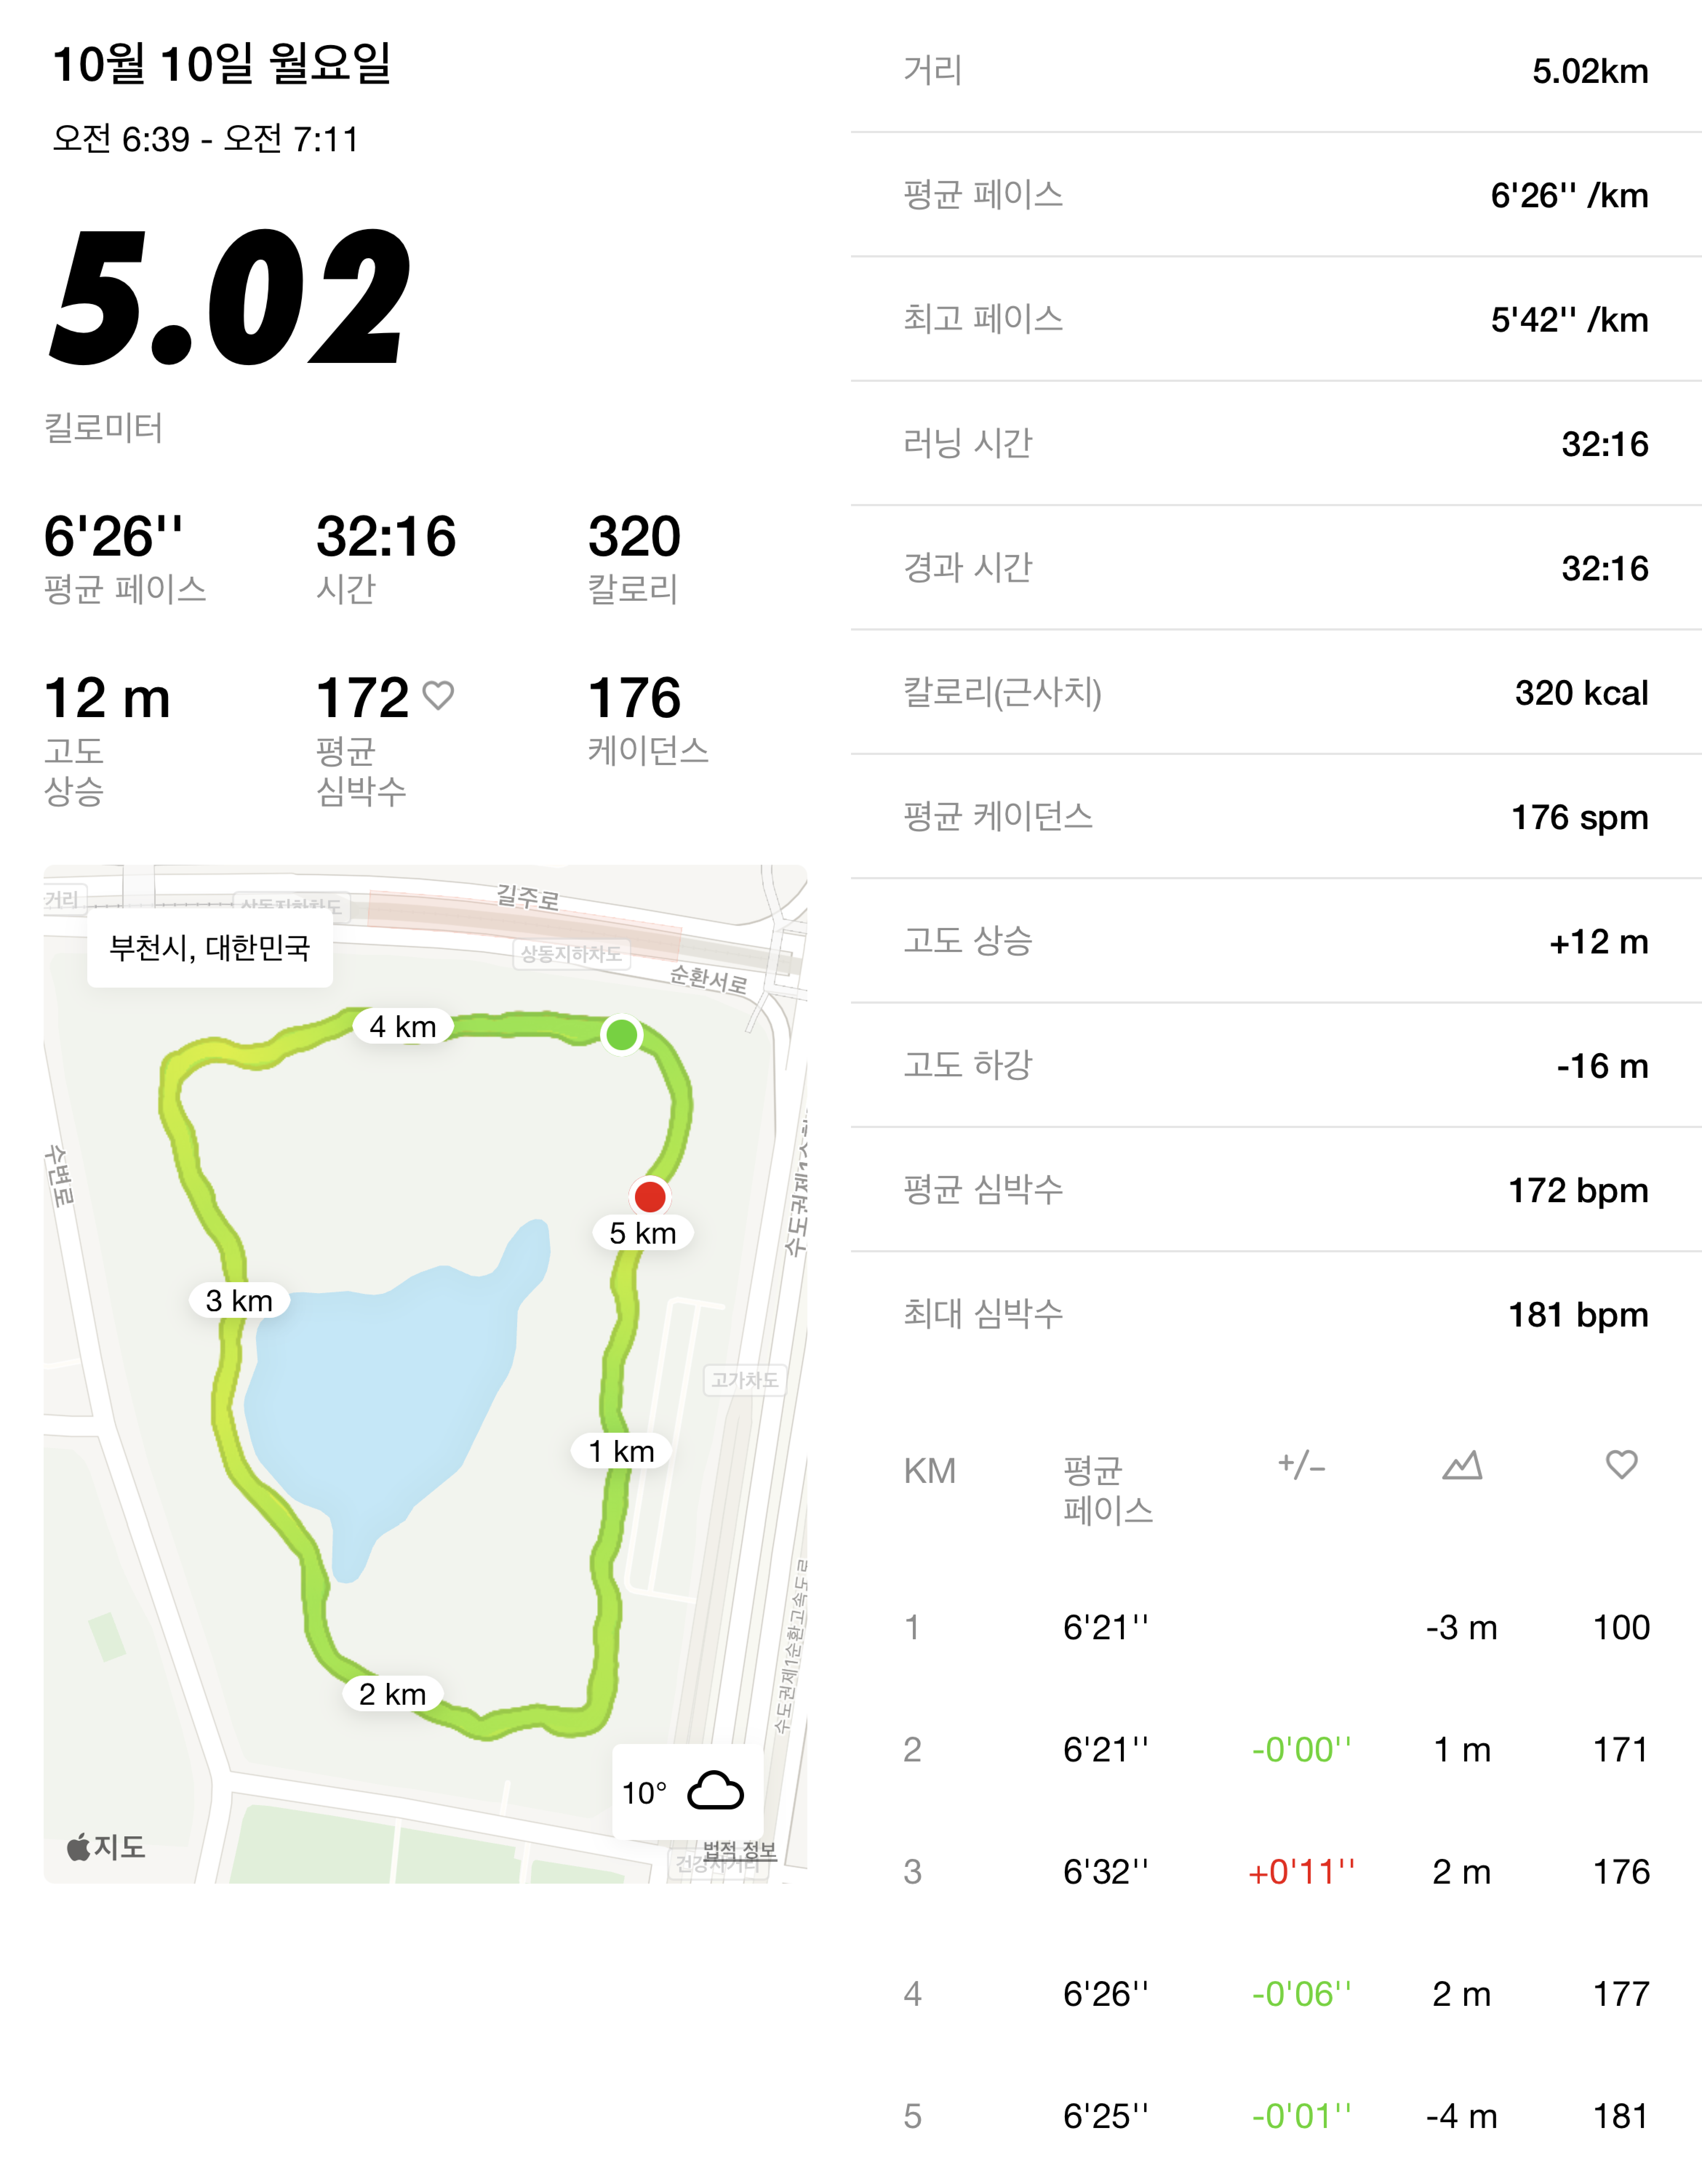 10월 10일 월요일
오전 6:39 - 오전 7:11
5.02
킬로미터
6'26''
평균 페이스
32:16
시간
320
칼로리
12 m
고도
상승
172
평균
심박수
176
케이던스
거리
상동지하차도
길주로
부천시, 대한민국
상동지하차도
순환서로
4 km
수변로
5 km
3 km
고가차도
1 km
수도권제1순환고속도로
2 km
10°
지도
법적 정보
거리 5.02km
평균 페이스 6'26'' /km
최고 페이스 5'42'' /km
러닝 시간 32:16
경과 시간 32:16
칼로리(근사치) 320 kcal
평균 케이던스 176 spm
고도 상승 +12 m
고도 하강 -16 m
평균 심박수 172 bpm
최대 심박수 181 bpm
KM 평균 +/-
페이스
1 6'21'' -3 m 100
2 6'21'' -0'00'' 1 m 171
3 6'32'' +0'11'' 2 m 176
4 6'26'' -0'06'' 2 m 177
5 6'25'' -0'01'' -4 m 181